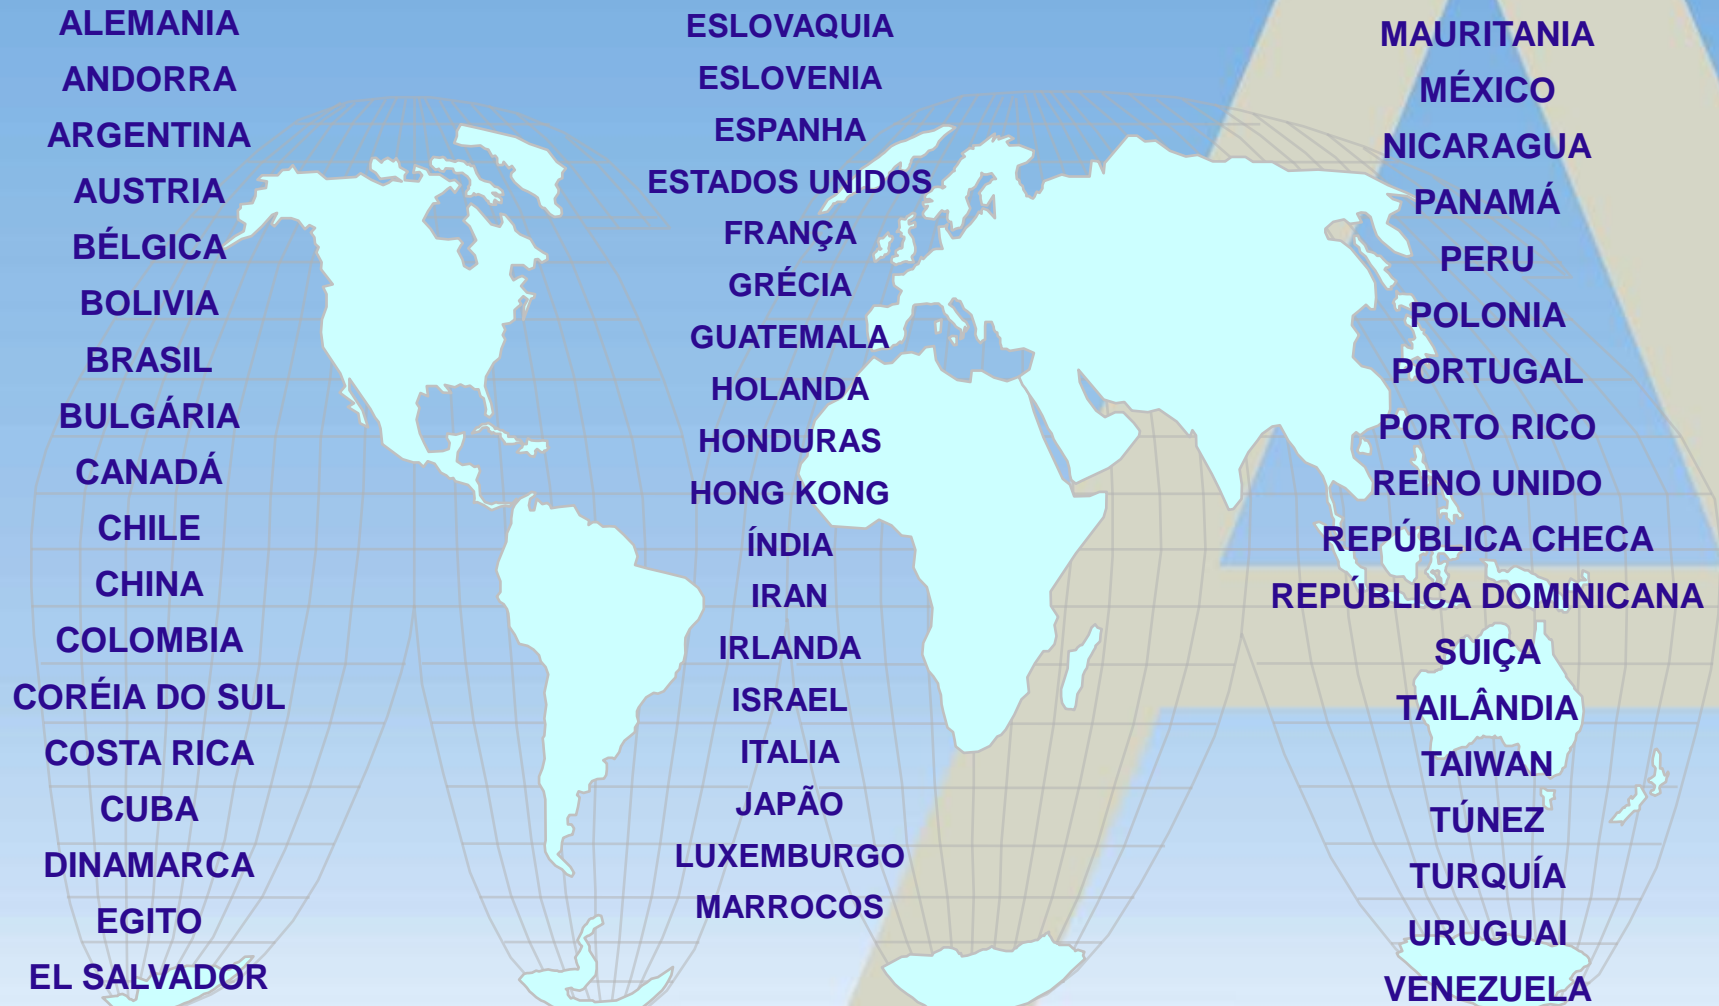 ALEMANIA
ANDORRA
ARGENTINA
AUSTRIA
BÉLGICA
BOLIVIA
BRASIL
BULGÁRIA
CANADÁ
CHILE
CHINA
COLOMBIA
CORÉIA DO SUL
COSTA RICA
CUBA
DINAMARCA
EGITO
EL SALVADOR
ESLOVAQUIA
ESLOVENIA
ESPANHA
ESTADOS UNIDOS
FRANÇA
GRÉCIA
GUATEMALA
HOLANDA
HONDURAS
HONG KONG
ÍNDIA
IRAN
IRLANDA
ISRAEL
ITALIA
JAPÃO
LUXEMBURGO
MARROCOS
MAURITANIA
MÉXICO
NICARAGUA
PANAMÁ
PERU
POLONIA
PORTUGAL
PORTO RICO
REINO UNIDO
REPÚBLICA CHECA
REPÚBLICA DOMINICANA
SUIÇA
TAILÂNDIA
TAIWAN
TÚNEZ
TURQUÍA
URUGUAI
VENEZUELA